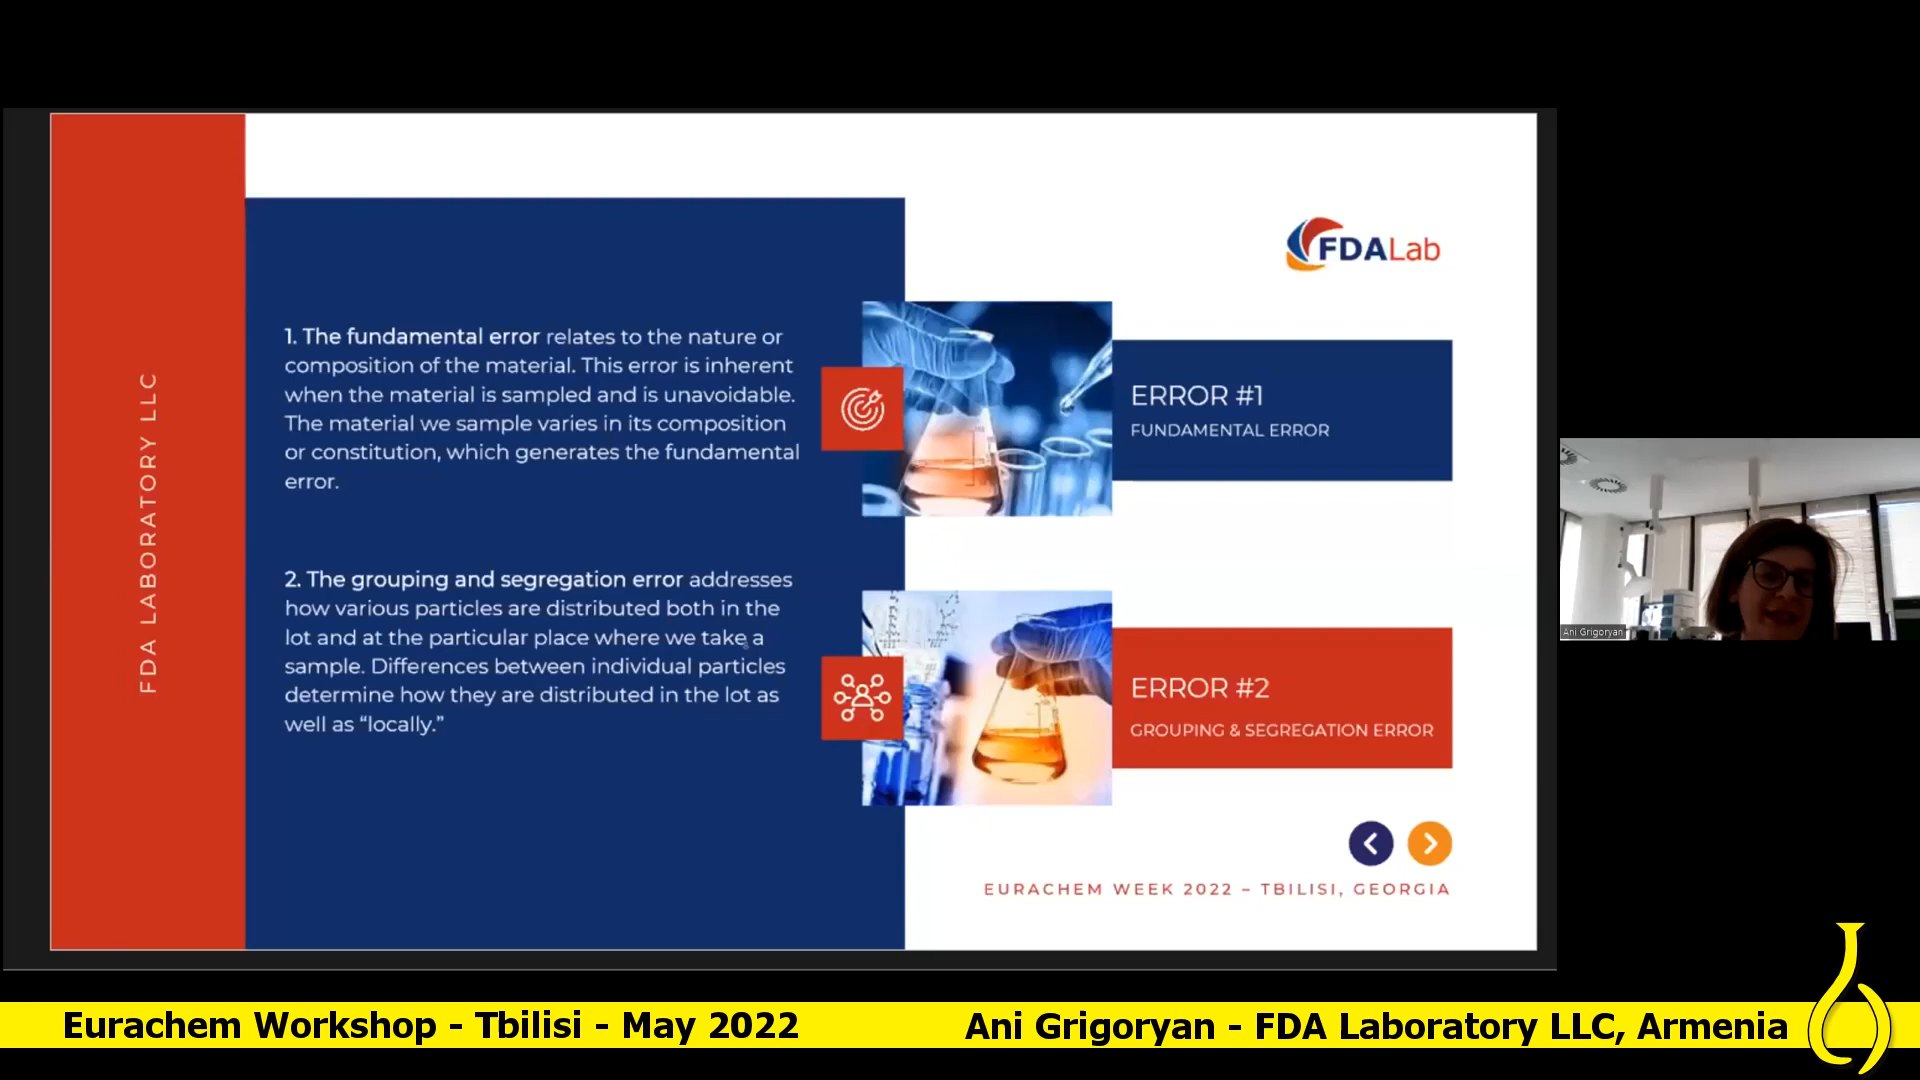 FDA LABORATORY LLC
1. The fundamental error relates to the nature or
composition of the material. This error is inherent
when the material is sampled and is unavoidable.
The material we sample varies in its composition
or constitution, which generates the fundamental
error.
2. The grouping and segregation error addresses
how various particles are distributed both in the
lot and at the particular place where we take a
sample. Differences between individual particles
determine how they are distributed in the lot as
well as “locally.”
FDALab
ERROR #1
FUNDAMENTAL ERROR
ERROR #2
GROUPING & SEGREGATION ERROR
EURACHEM WEEK 2022 – TBILISI, GEORGIA
Ani Grigoryan
Eurachem Workshop - Tbilisi - May 2022
Ani Grigoryan - FDA Laboratory LLC, Armenia